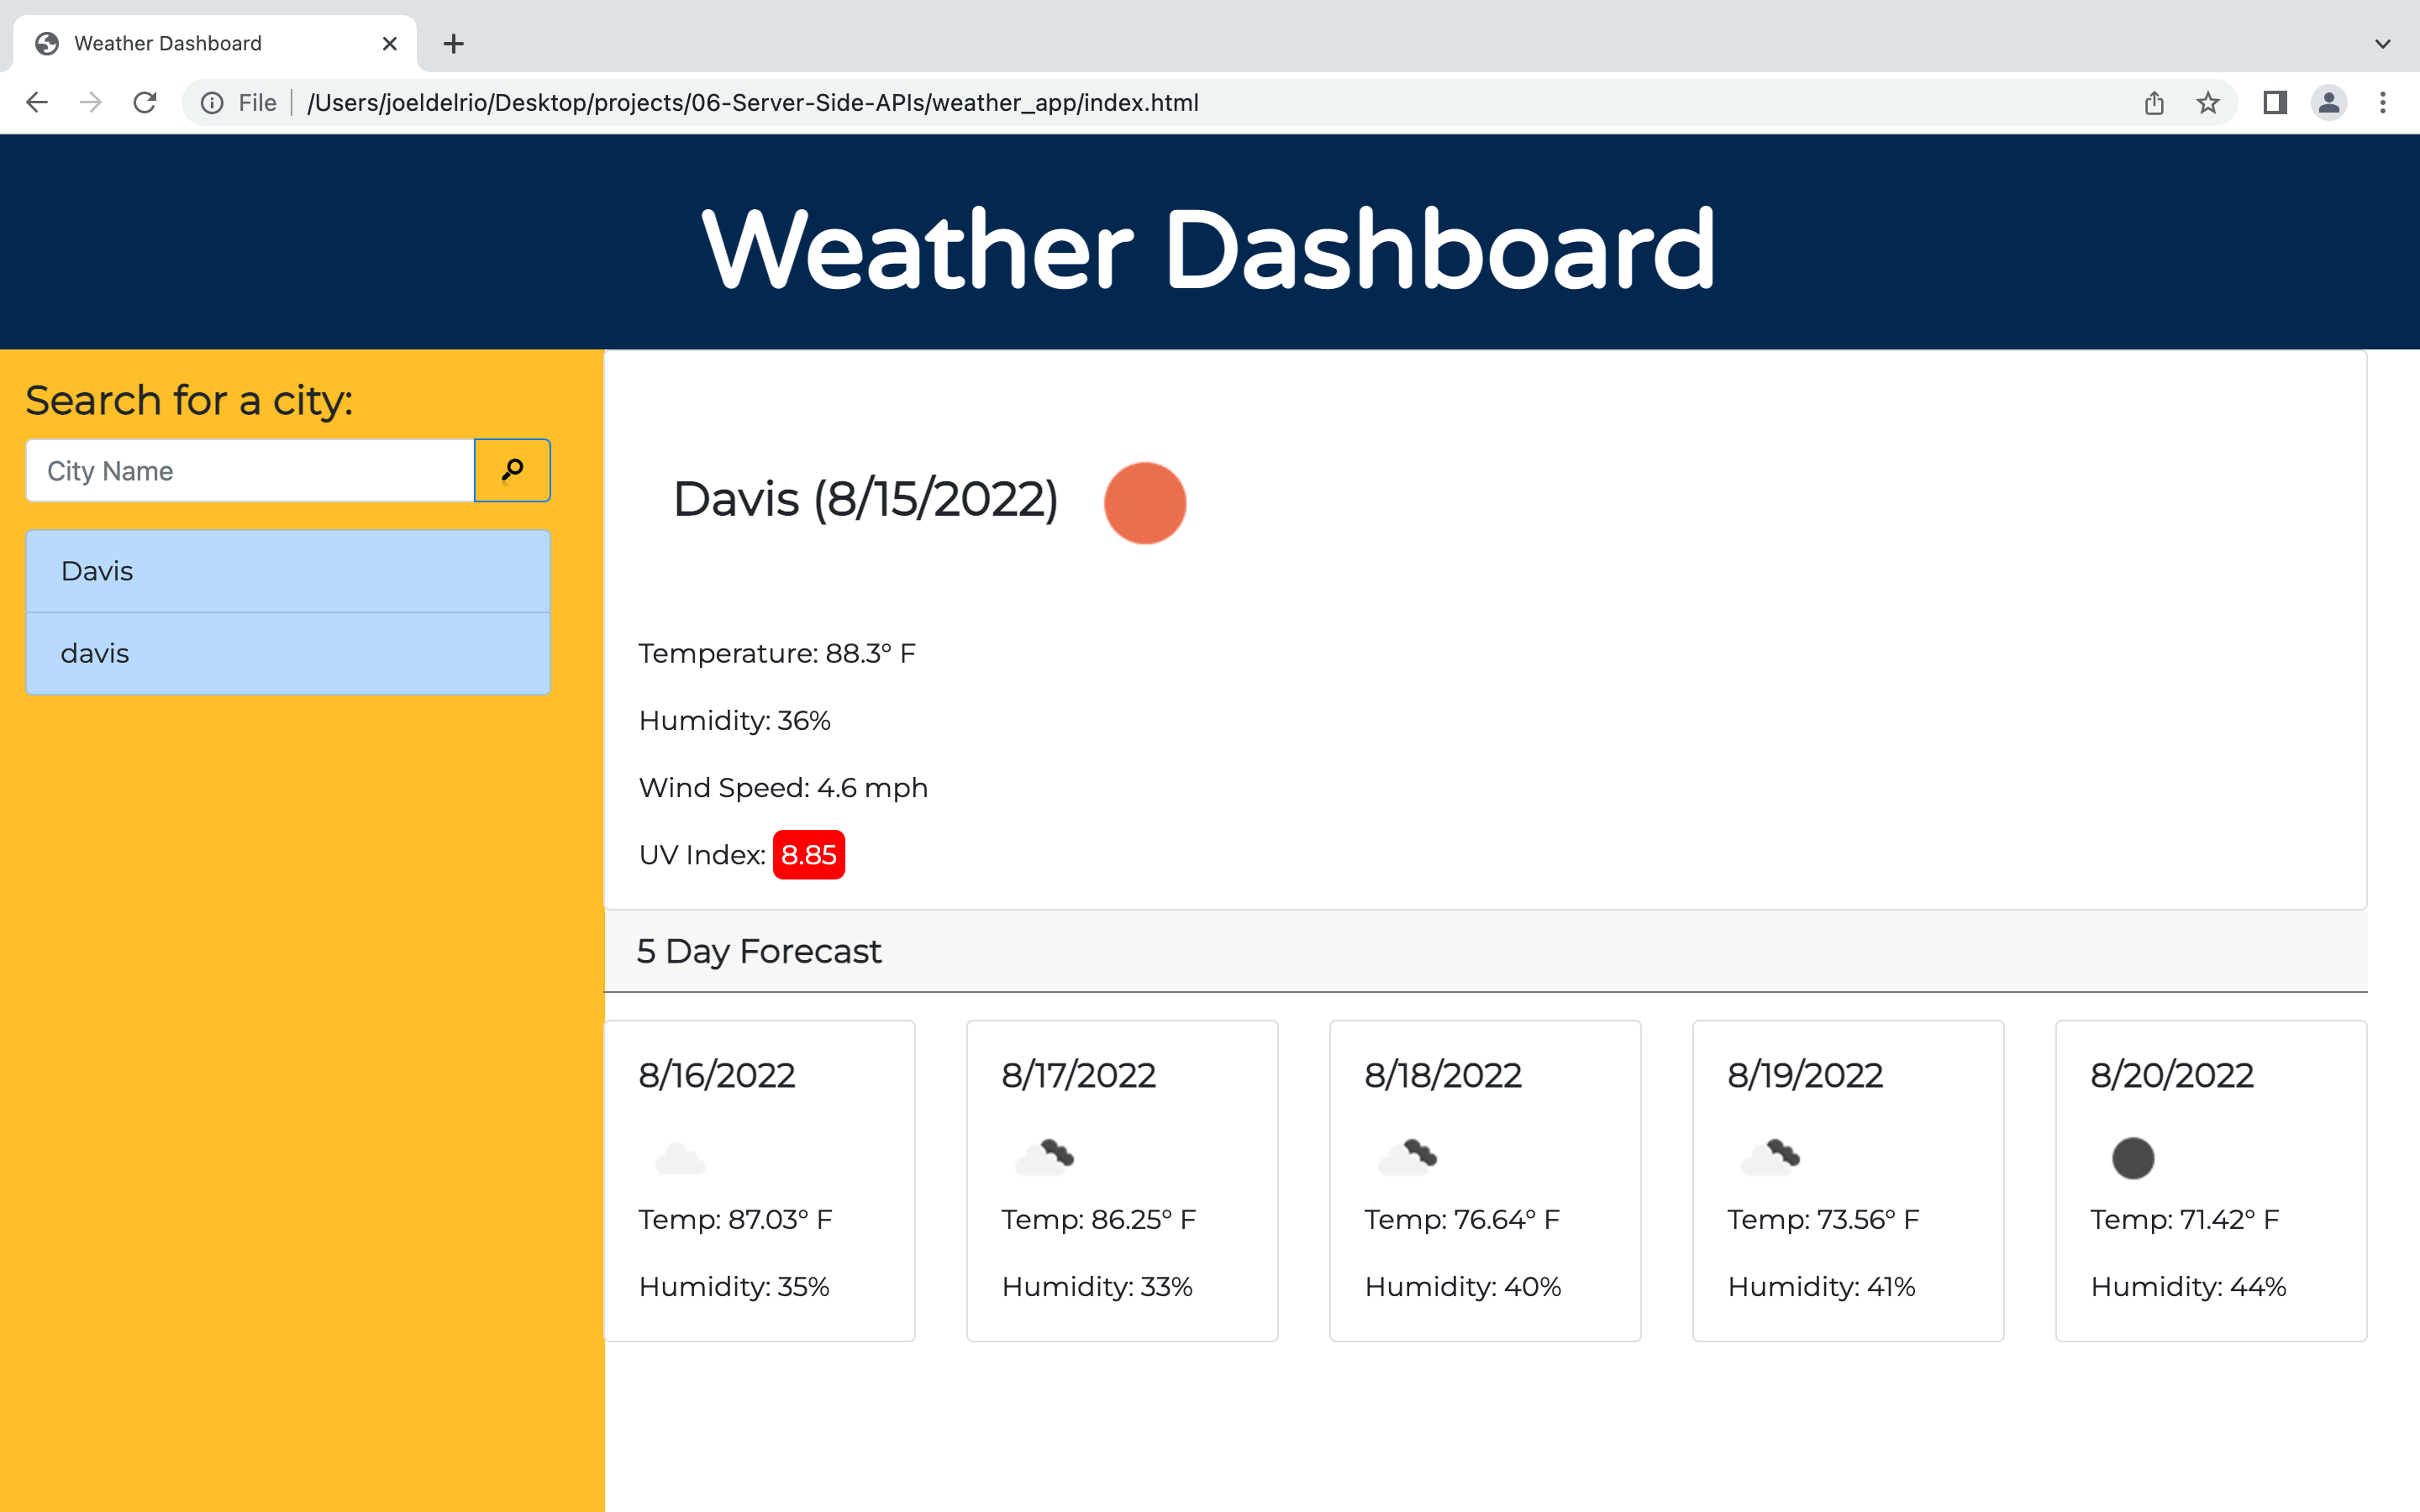 Weather Dashboard
File
/Users/joeldelrio/Desktop/projects/06-Server-Side-APIs/weather_app/index.html
Weather Dashboard
Search for a city:
City Name
Davis
davis
Davis (8/15/2022)
Temperature: 88.3° F
Humidity: 36%
Wind Speed: 4.6 mph
UV Index: 8.85
5 Day Forecast
8/16/2022
Temp: 87.03° F
Humidity: 35%
8/17/2022
Temp: 86.25° F
Humidity: 33%
8/18/2022
Temp: 76.64° F
Humidity: 40%
8/19/2022
Temp: 73.56° F
Humidity: 41%
8/20/2022
Temp: 71.42° F
Humidity: 44%